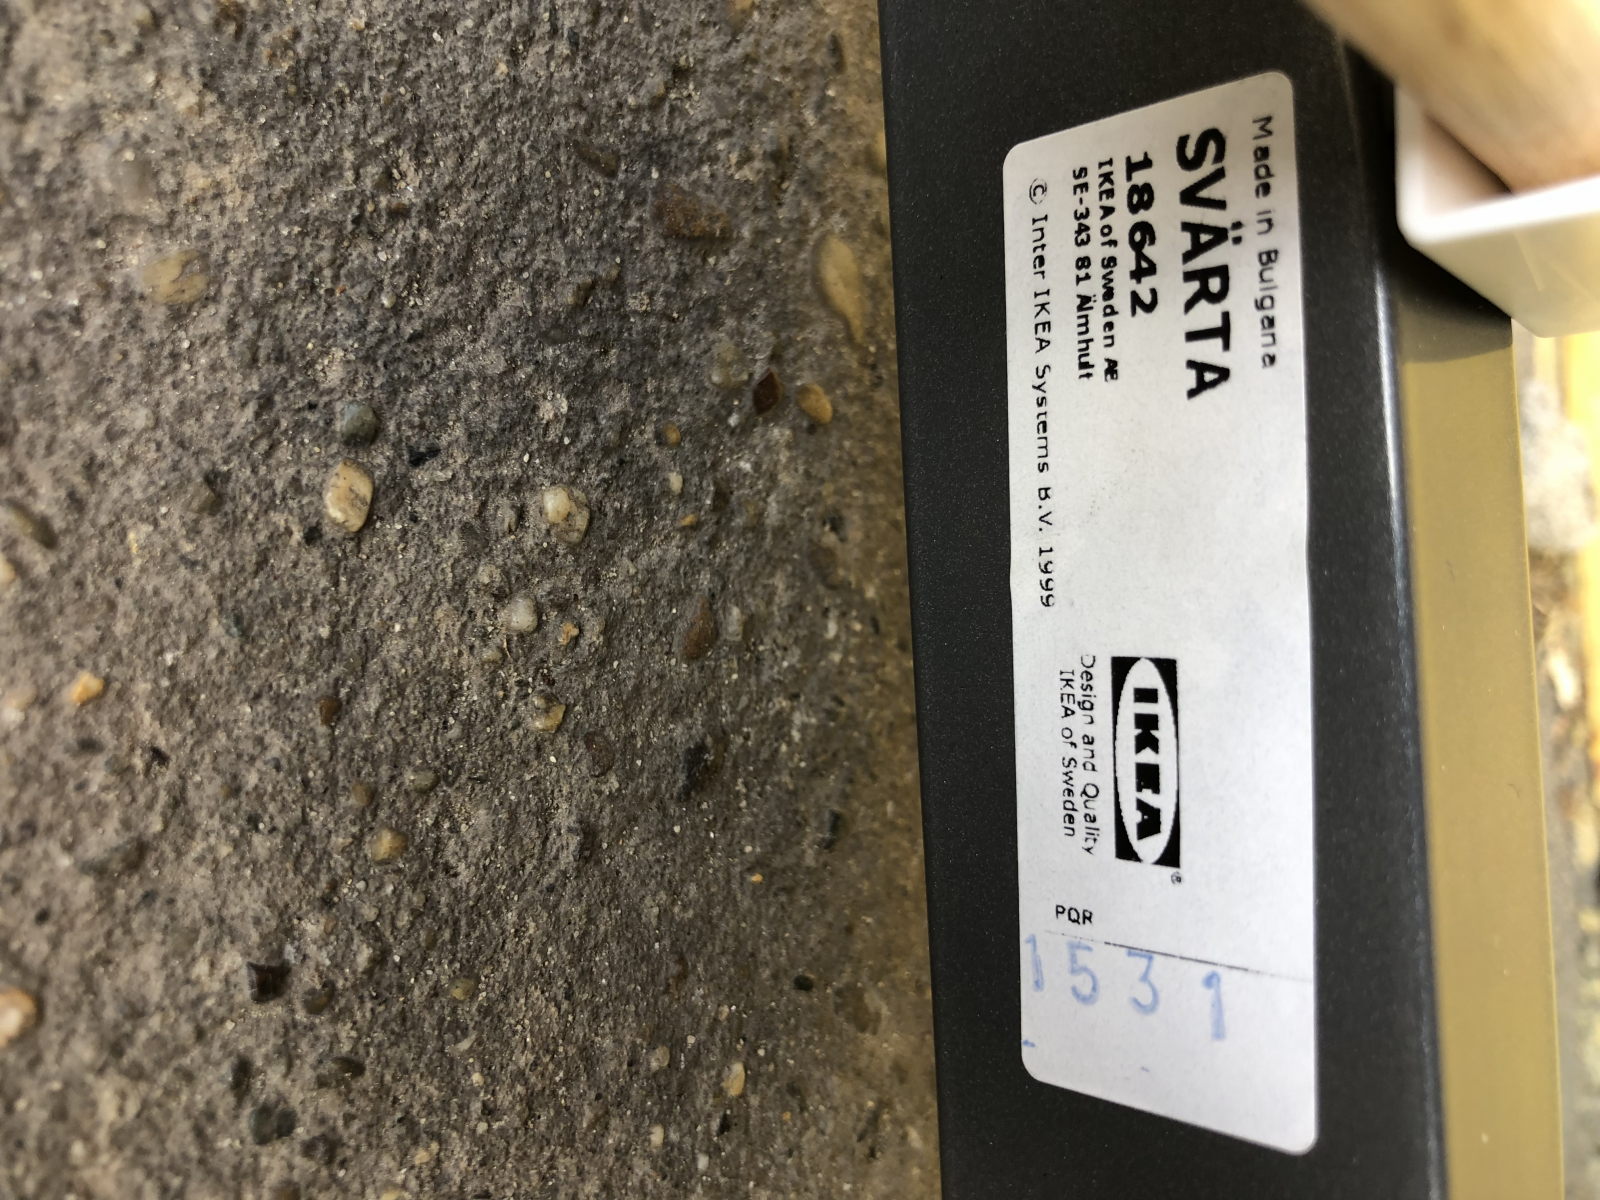 Made in Bulgaria
SVÄRTA
18642
IKEA of Sweden AB
SE-343 81 Älmhult
© Inter IKEA Systems B.V. 1999
IKEA®
Design and Quality
IKEA of Sweden
PQR
1531